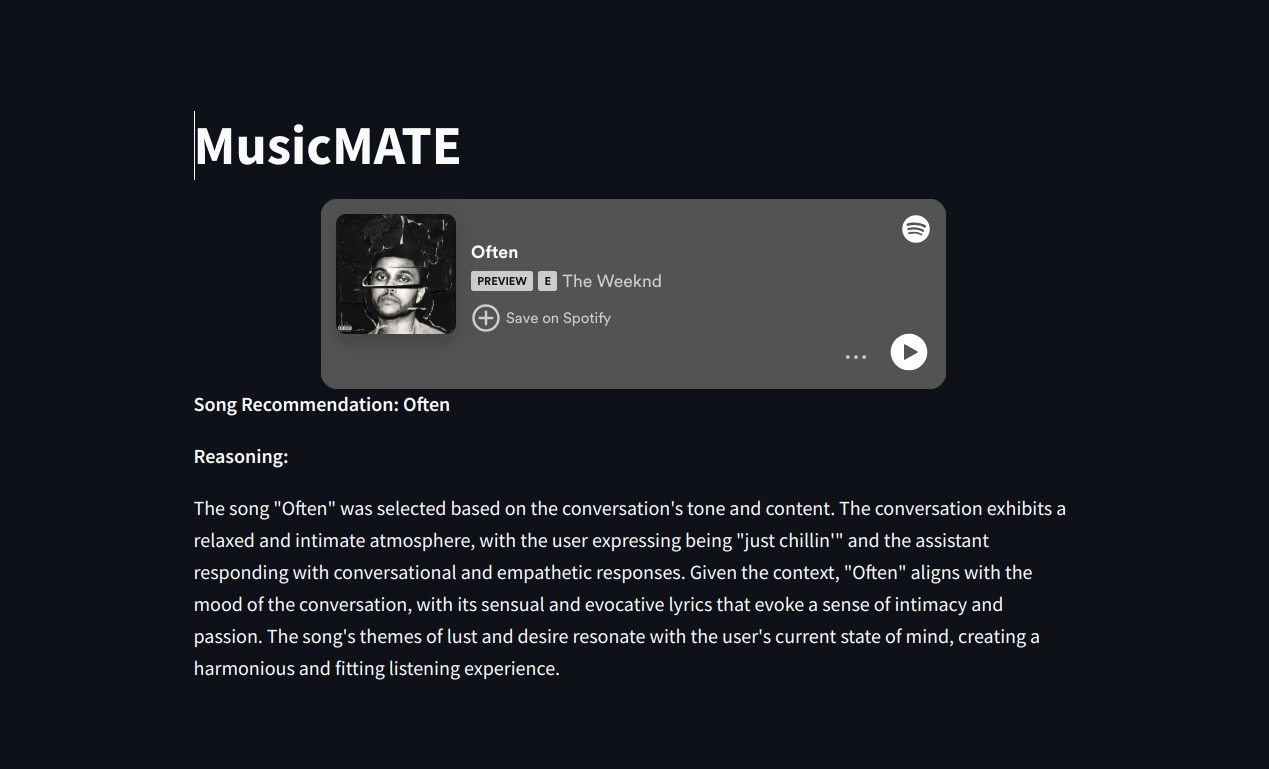 MusicMATE
Often
PREVIEW E The Weeknd
Save on Spotify
Song Recommendation: Often
Reasoning:
The song "Often" was selected based on the conversation's tone and content. The conversation exhibits a
relaxed and intimate atmosphere, with the user expressing being "just chillin'" and the assistant
responding with conversational and empathetic responses. Given the context, "Often" aligns with the
mood of the conversation, with its sensual and evocative lyrics that evoke a sense of intimacy and
passion. The song's themes of lust and desire resonate with the user's current state of mind, creating a
harmonious and fitting listening experience.